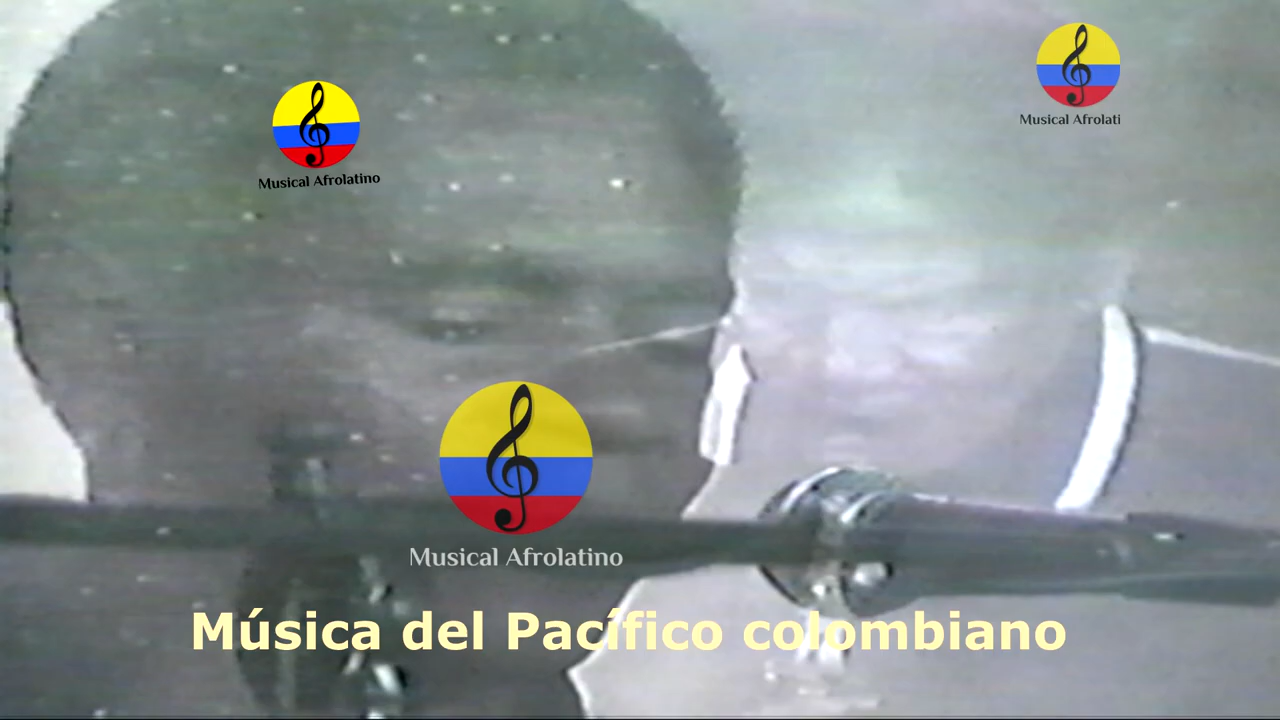 Musical Afrolati
Musical Afrolatino
Musical Afrolatino
Música del Pacífico colombiano